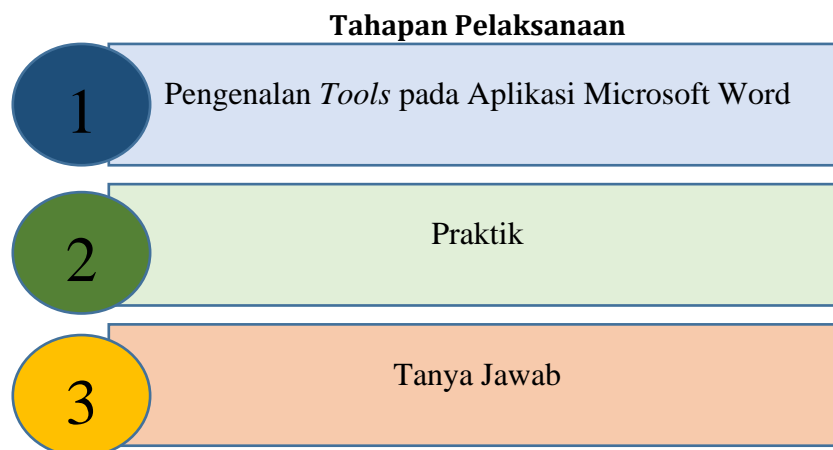 Tahapan Pelaksanaan
1
Pengenalan Tools pada Aplikasi Microsoft Word
2
Praktik
3
Tanya Jawab